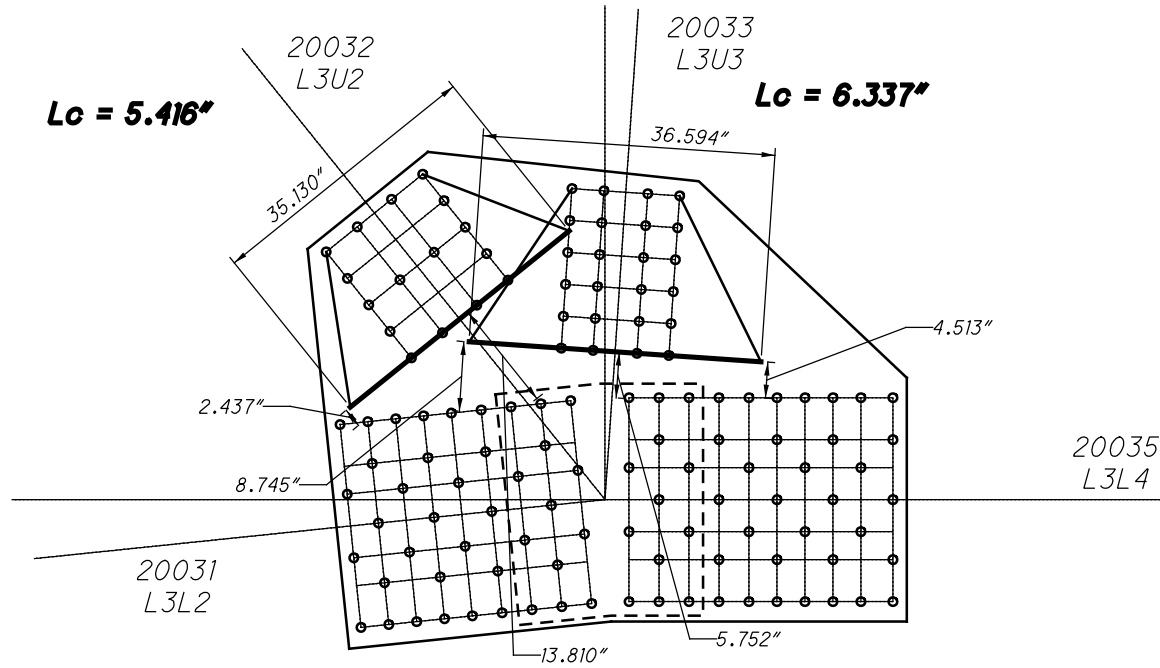 20032
L3U2
20033
L3U3
Lc = 5.416"
Lc = 6.337"
36.594"
35.130"
4.513"
2.437"
20035
L3L4
8.745"
20031
L3L2
5.752"
13.810"